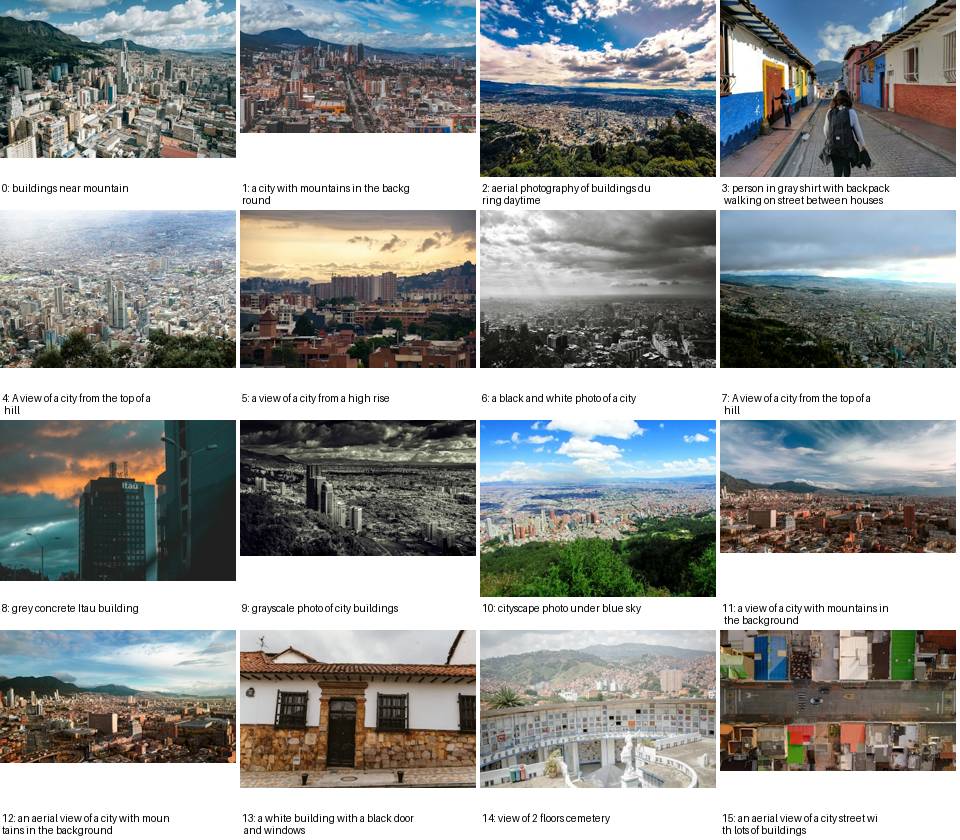 0: buildings near mountain
1: a city with mountains in the backg
round
2: aerial photography of buildings du
ring daytime
3: person in gray shirt with backpack
walking on street between houses
4: A view of a city from the top of a
hill
5: a view of a city from a high rise
6: a black and white photo of a city
7: A view of a city from the top of a
hill
Itaú
8: grey concrete Itau building
9: grayscale photo of city buildings
10: cityscape photo under blue sky
11: a view of a city with mountains in
the background
12: an aerial view of a city with moun
tains in the background
13: a white building with a black door
and windows
14: view of 2 floors cemetery
15: an aerial view of a city street wi
th lots of buildings